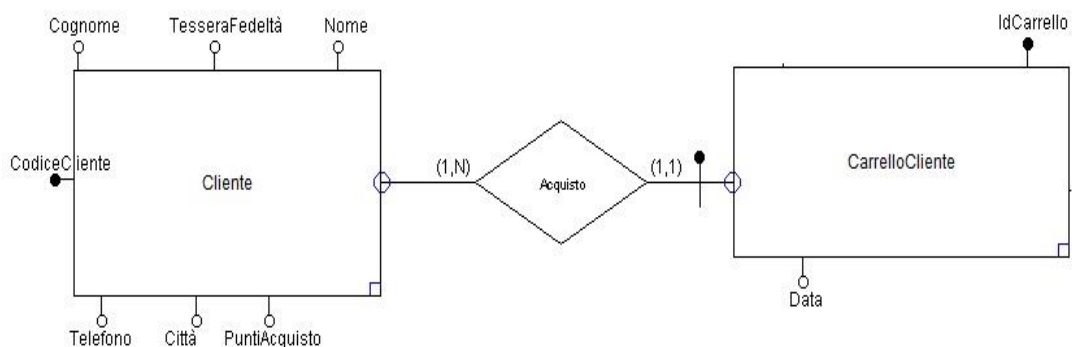 IdCarrello
Cognome TesseraFedeltà Nome
CodiceCliente
Cliente
(1,N)
Acquisto
(1,1)
CarrelloCliente
Data
Telefono Città PuntiAcquisto